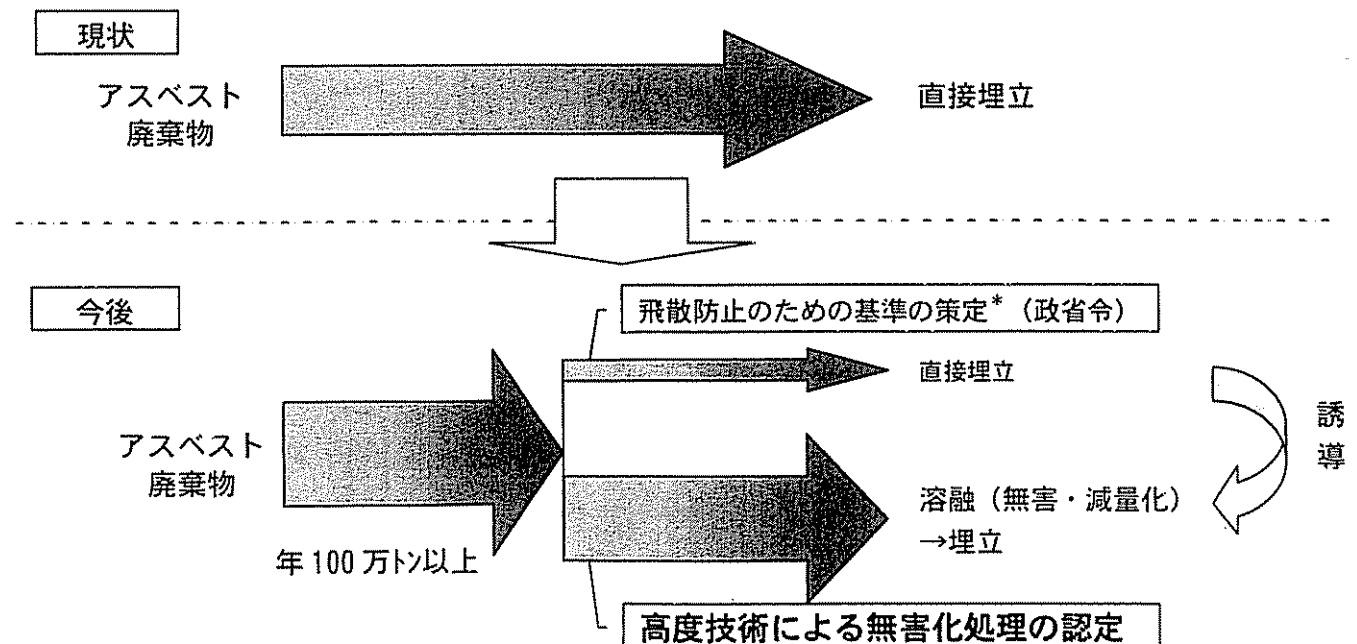 現状
アスベスト
廃棄物
直接埋立
今後
飛散防止のための基準の策定*（政省令）
直接埋立
アスベスト
廃棄物
年100万トン以上
溶融（無害・減量化）
→埋立
誘
導
高度技術による無害化処理の認定